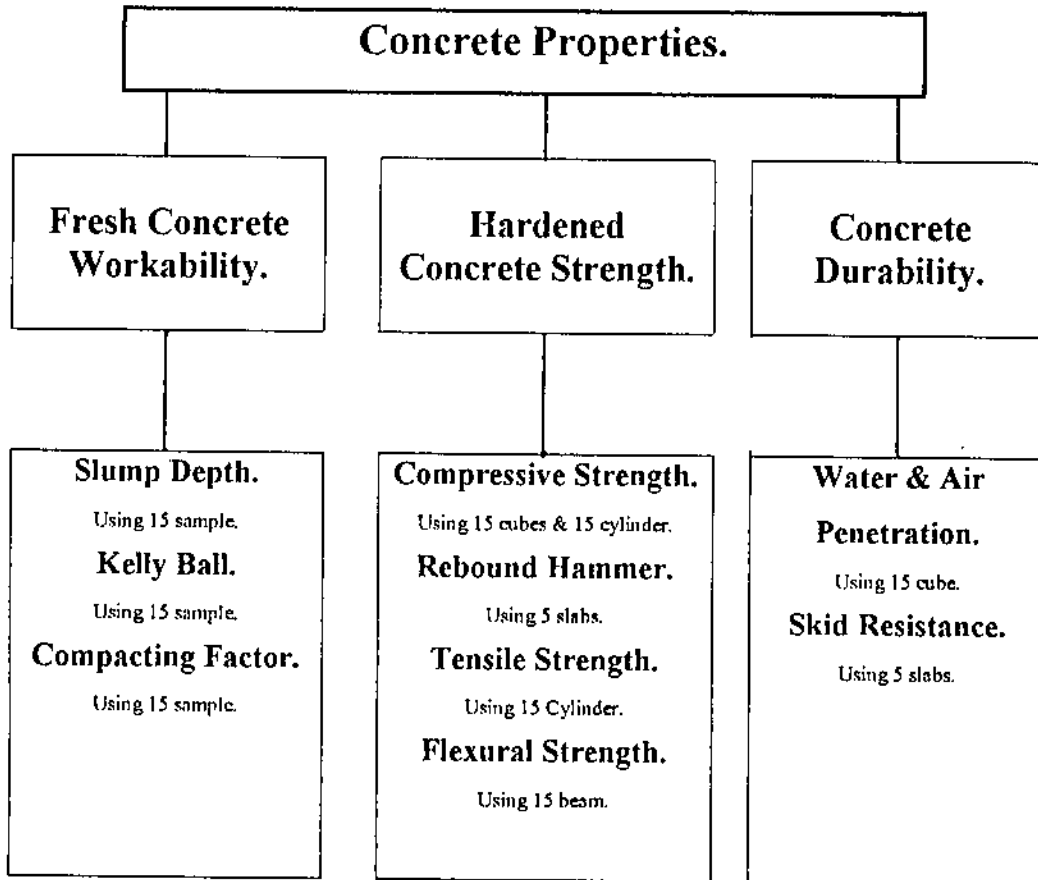 Concrete Properties.
Fresh Concrete
Workability.
Hardened
Concrete Strength.
Concrete
Durability.
Slump Depth.
Using 15 sample.
Kelly Ball.
Using 15 sample.
Compacting Factor.
Using 15 sample.
Compressive Strength.
Using 15 cubes & 15 cylinder.
Rebound Hammer.
Using 5 slabs.
Tensile Strength.
Using 15 Cylinder.
Flexural Strength.
Using 15 beam.
Water & Air
Penetration.
Using 15 cube.
Skid Resistance.
Using 5 slabs.